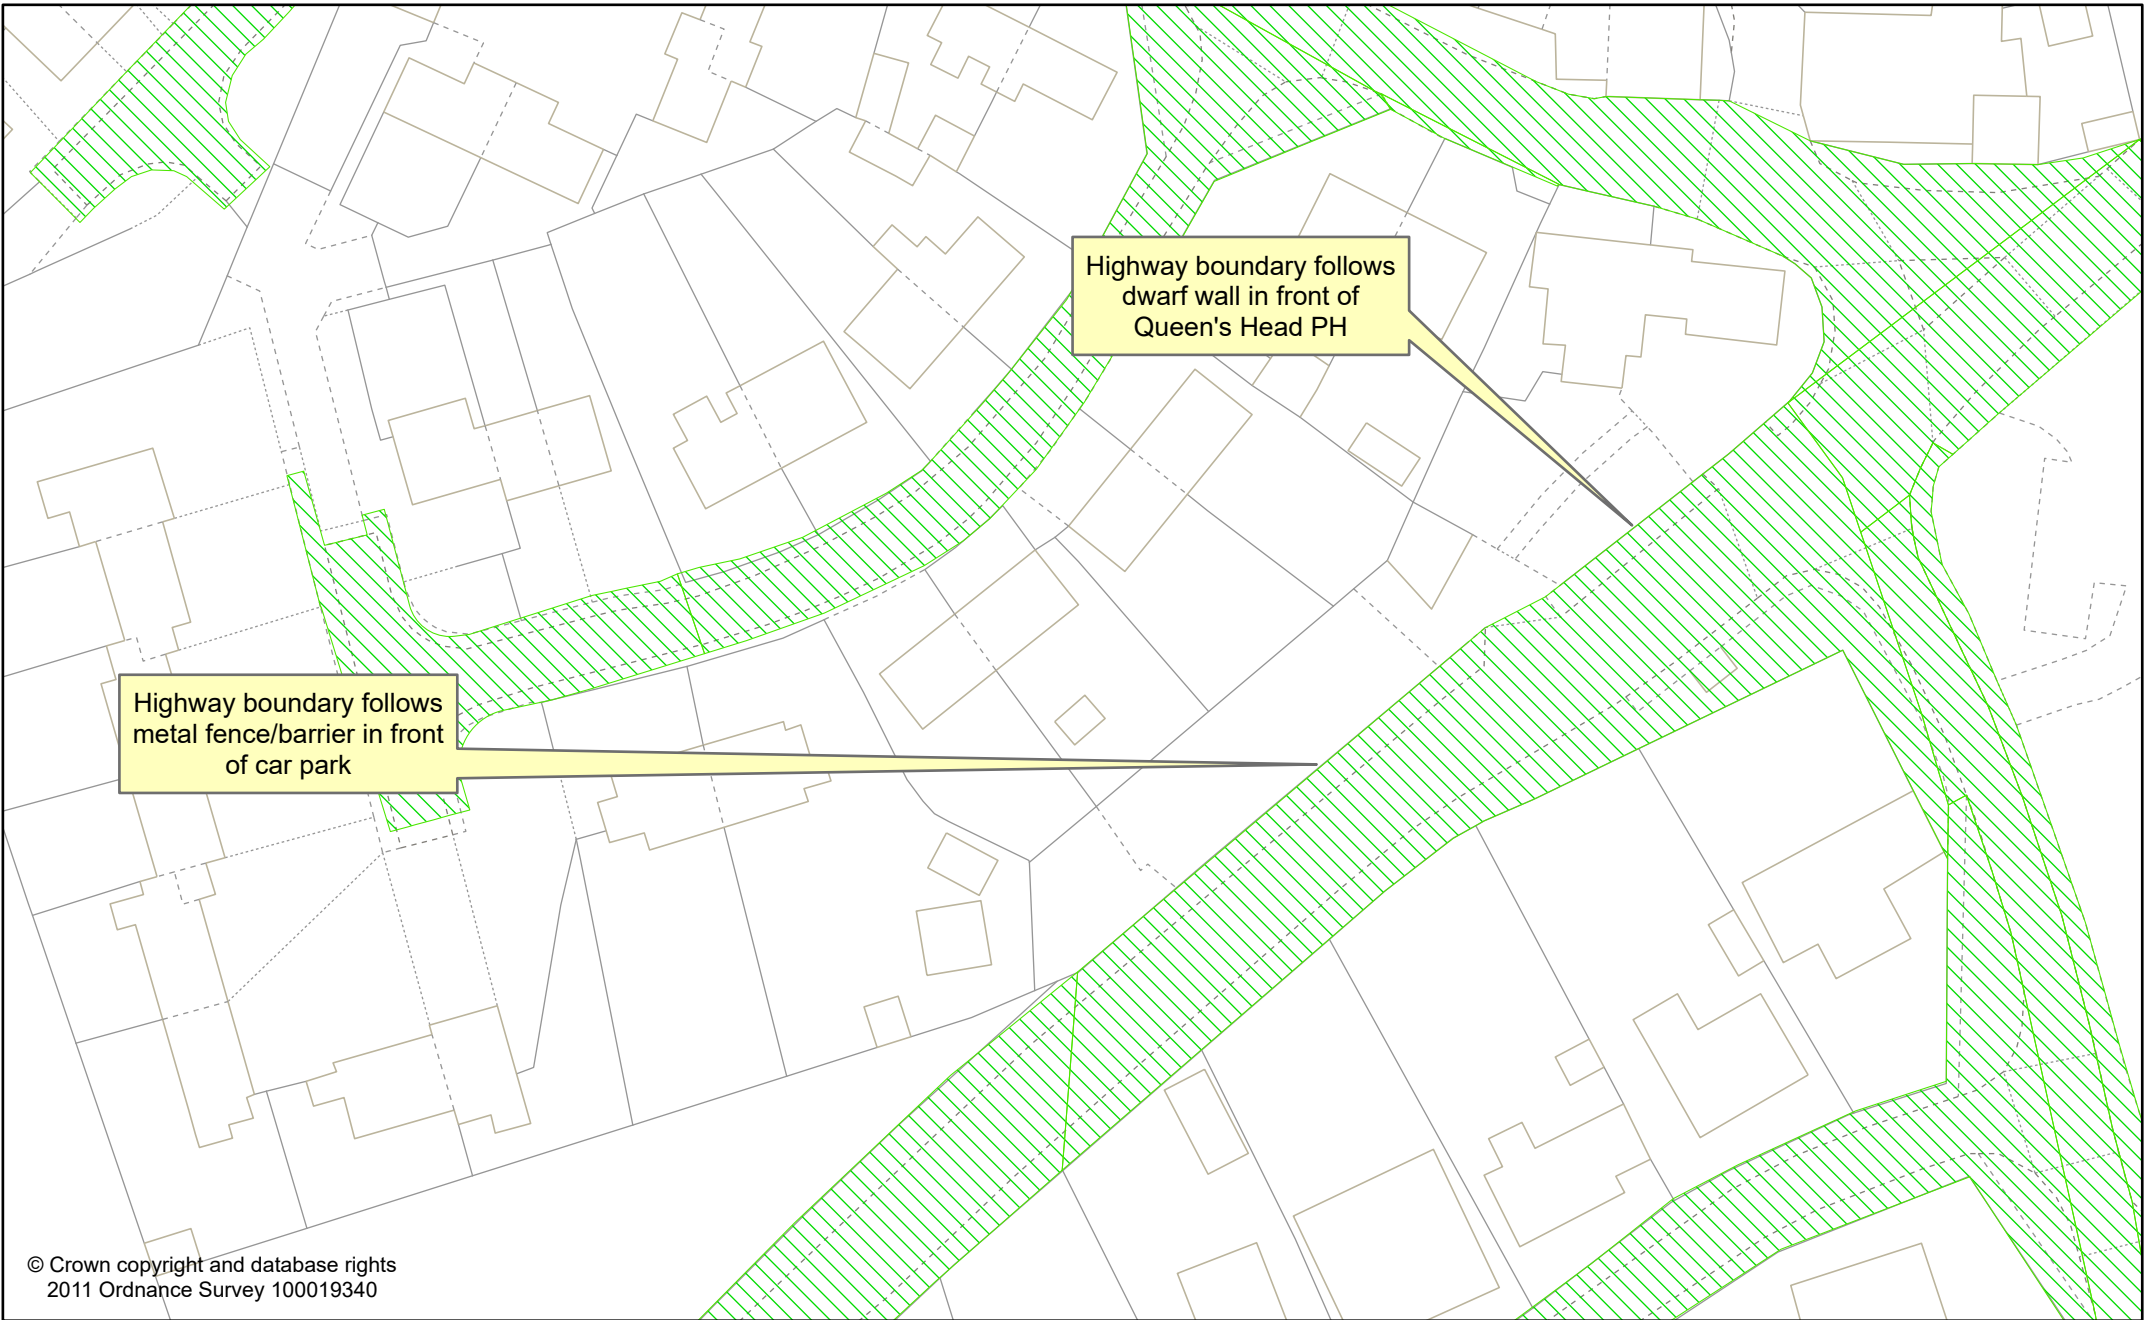 Highway boundary follows
dwarf wall in front of
Queen's Head PH
Highway boundary follows
metal fence/barrier in front
of car park
© Crown copyright and database rights
2011 Ordnance Survey 100019340